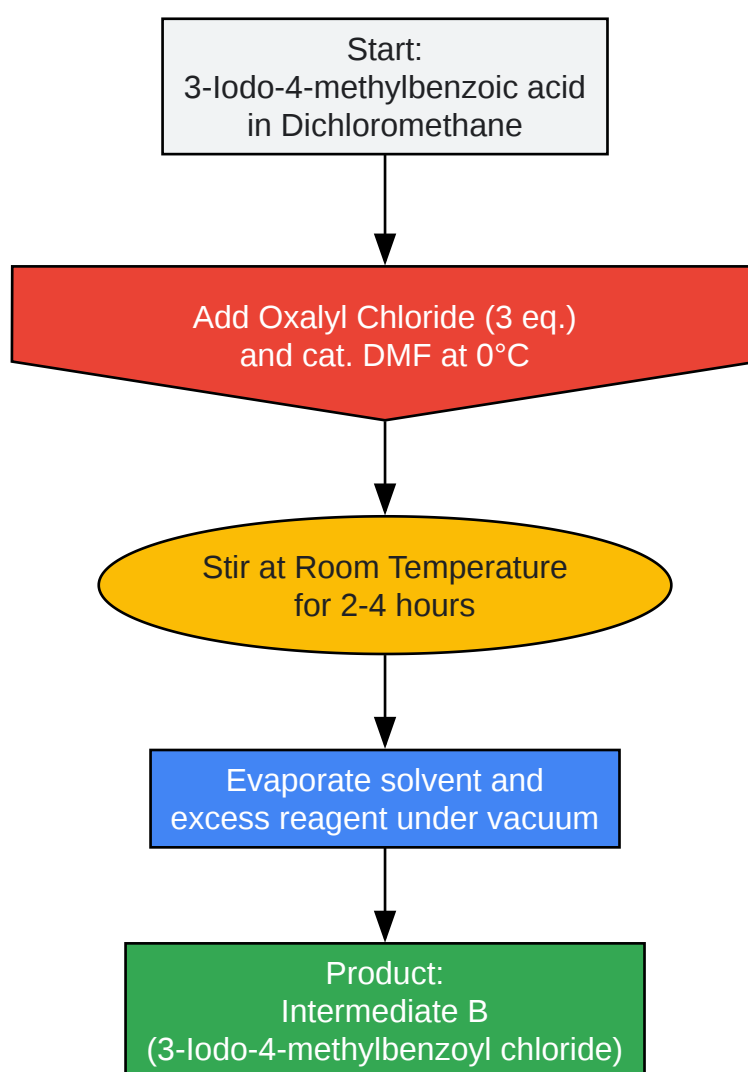 Start:
3-Iodo-4-methylbenzoic acid
in Dichloromethane
Add Oxalyl Chloride (3 eq.)
and cat. DMF at 0°C
Stir at Room Temperature
for 2-4 hours
Evaporate solvent and
excess reagent under vacuum
Product:
Intermediate B
(3-Iodo-4-methylbenzoyl chloride)